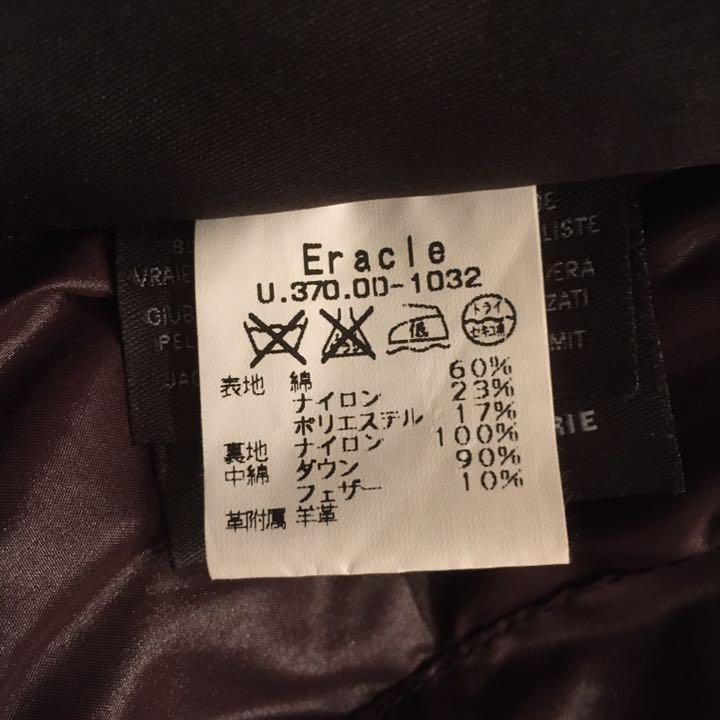 Eracle
U.370.00-1032
低 ドライ セキユ系
表地 綿 60%
ナイロン 23%
ポリエステル 17%
裏地 ナイロン 100%
中綿 ダウン 90%
フェザー 10%
革附属 羊革
VRAIE
GIUB
PEL
JAC
LISTE
VERA
ZATI
MIT
RIE